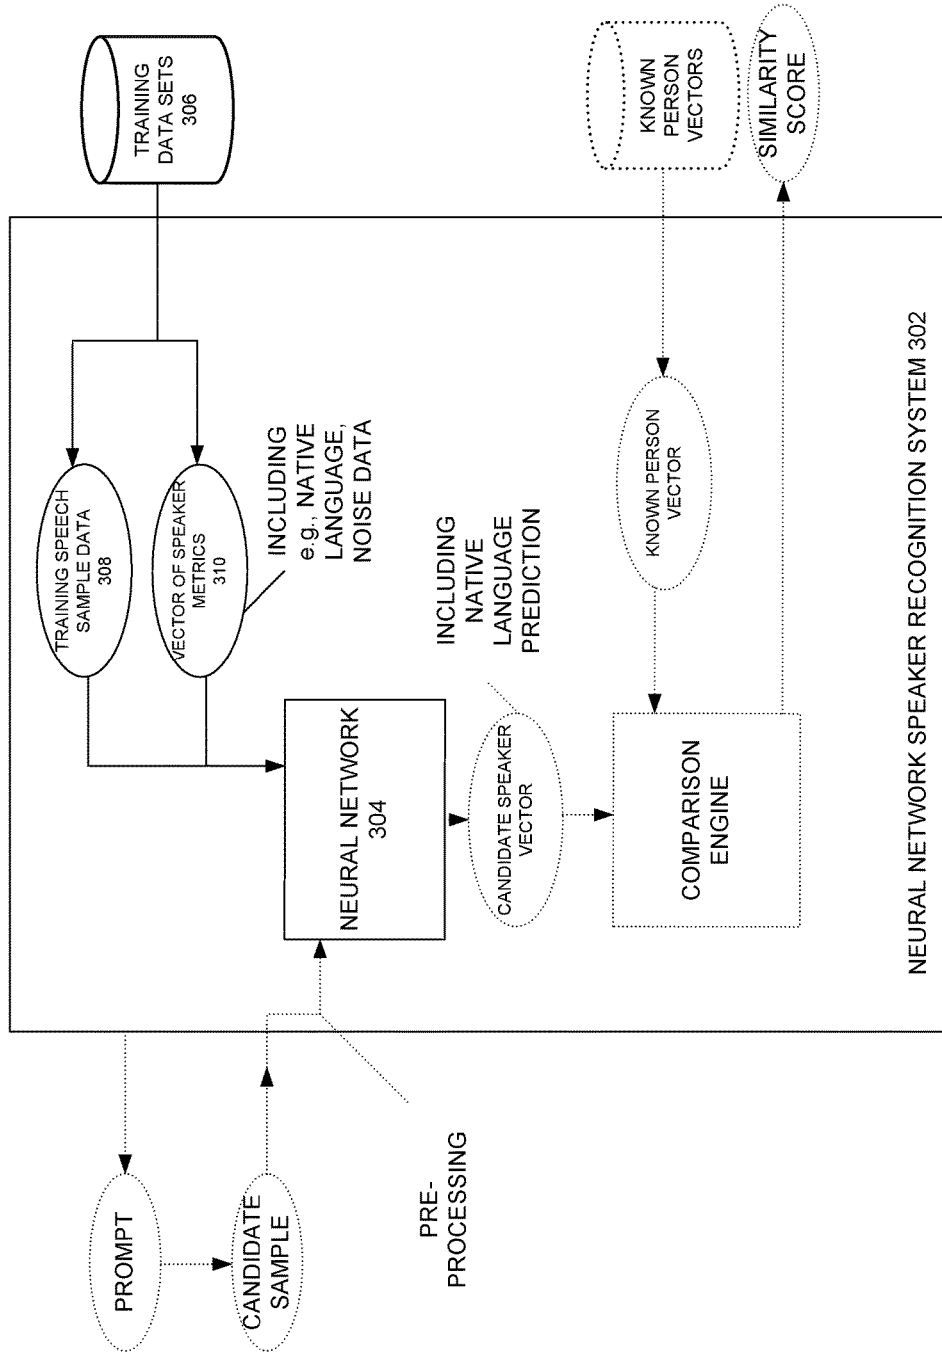 PROMPT
CANDIDATE
SAMPLE
PRE-
PROCESSING
TRAINING
DATA SETS
306
TRAINING SPEECH
SAMPLE DATA
308
VECTOR OF SPEAKER
METRICS
310
INCLUDING
e.g., NATIVE
LANGUAGE,
NOISE DATA
NEURAL NETWORK
304
CANDIDATE SPEAKER
VECTOR
INCLUDING
NATIVE
LANGUAGE
PREDICTION
COMPARISON
ENGINE
KNOWN PERSON
VECTOR
KNOWN
PERSON
VECTORS
SIMILARITY
SCORE
NEURAL NETWORK SPEAKER RECOGNITION SYSTEM 302